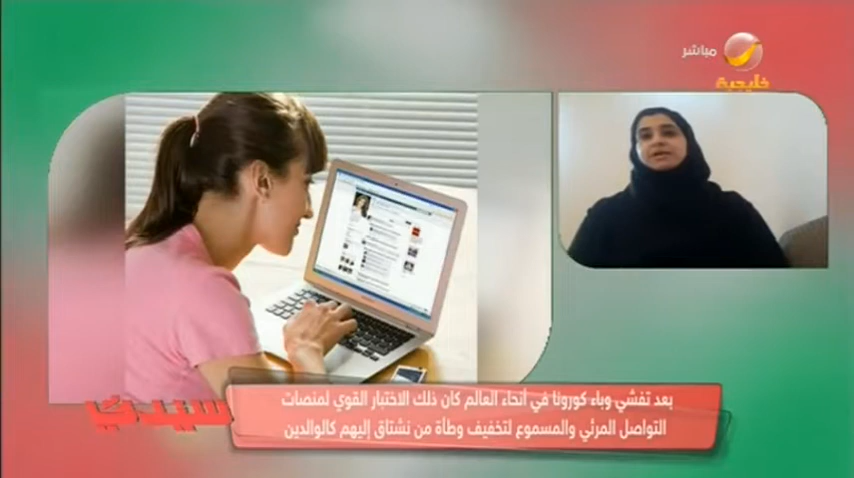 مباشر
خليجية
بعد تفشي وباء كورونا في أنحاء العالم كان ذلك الاختبار القوي لمنصات
التواصل المرئي والمسموع لتخفيف وطأة من نشتاق إليهم كالوالدين
سيدتي